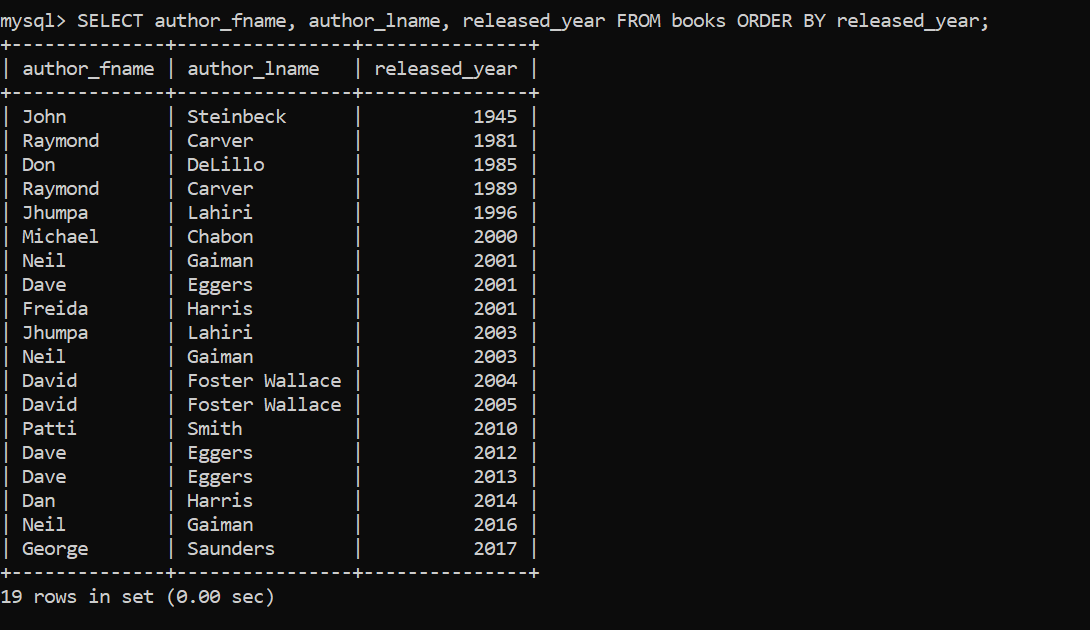 mysql> SELECT author_fname, author_lname, released_year FROM books ORDER BY released_year;
+--------------+----------------+---------------+
| author_fname | author_lname   | released_year |
+--------------+----------------+---------------+
| John         | Steinbeck      |          1945 |
| Raymond      | Carver         |          1981 |
| Don          | DeLillo        |          1985 |
| Raymond      | Carver         |          1989 |
| Jhumpa       | Lahiri         |          1996 |
| Michael      | Chabon         |          2000 |
| Neil         | Gaiman         |          2001 |
| Dave         | Eggers         |          2001 |
| Freida       | Harris         |          2001 |
| Jhumpa       | Lahiri         |          2003 |
| Neil         | Gaiman         |          2003 |
| David        | Foster Wallace |          2004 |
| David        | Foster Wallace |          2005 |
| Patti        | Smith          |          2010 |
| Dave         | Eggers         |          2012 |
| Dave         | Eggers         |          2013 |
| Dan          | Harris         |          2014 |
| Neil         | Gaiman         |          2016 |
| George       | Saunders       |          2017 |
+--------------+----------------+---------------+
19 rows in set (0.00 sec)